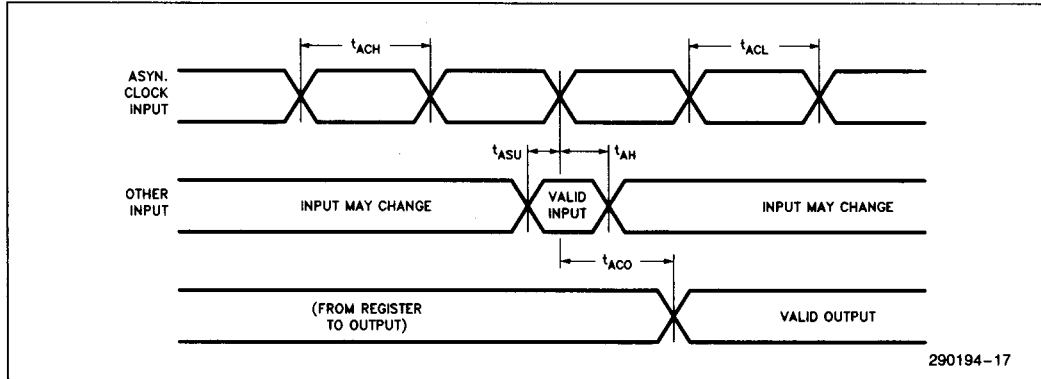 tACH
tACL
ASYN.
CLOCK
INPUT
tASU
tAH
OTHER
INPUT
INPUT MAY CHANGE
VALID
INPUT
INPUT MAY CHANGE
tACO
(FROM REGISTER
TO OUTPUT)
VALID OUTPUT
290194–17